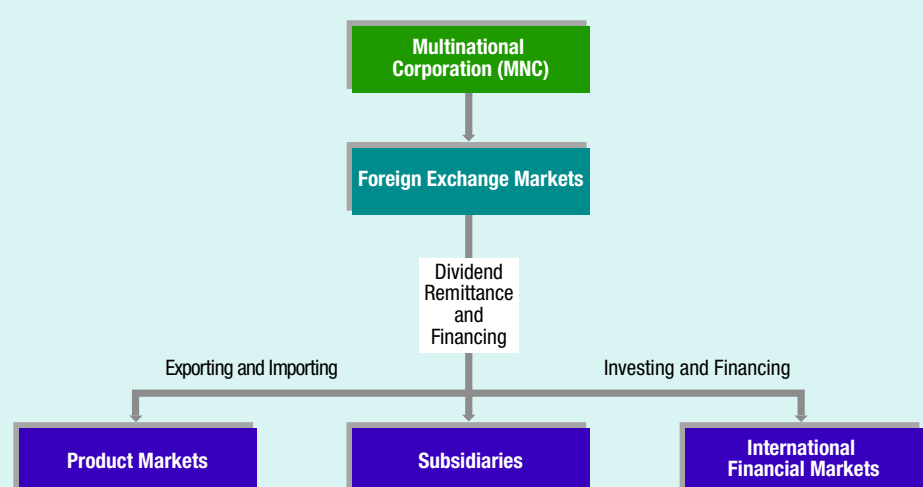 Multinational
Corporation (MNC)
Foreign Exchange Markets
Dividend
Remittance
and
Financing
Exporting and Importing
Investing and Financing
Product Markets
Subsidiaries
International
Financial Markets